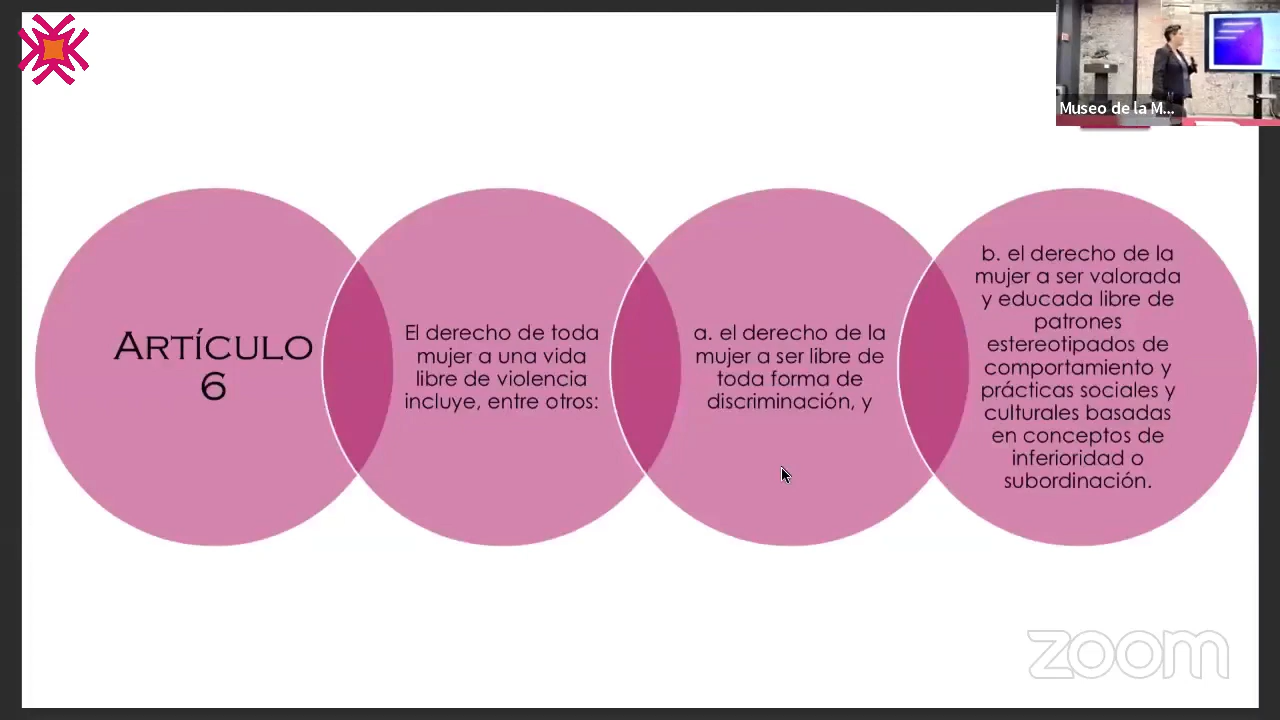 Museo de la M...
ARTÍCULO
6
El derecho de toda
mujer a una vida
libre de violencia
incluye, entre otros:
a. el derecho de la
mujer a ser libre de
toda forma de
discriminación, y
b. el derecho de la
mujer a ser valorada
y educada libre de
patrones
estereotipados de
comportamiento y
prácticas sociales y
culturales basadas
en conceptos de
inferioridad o
subordinación.
zoom